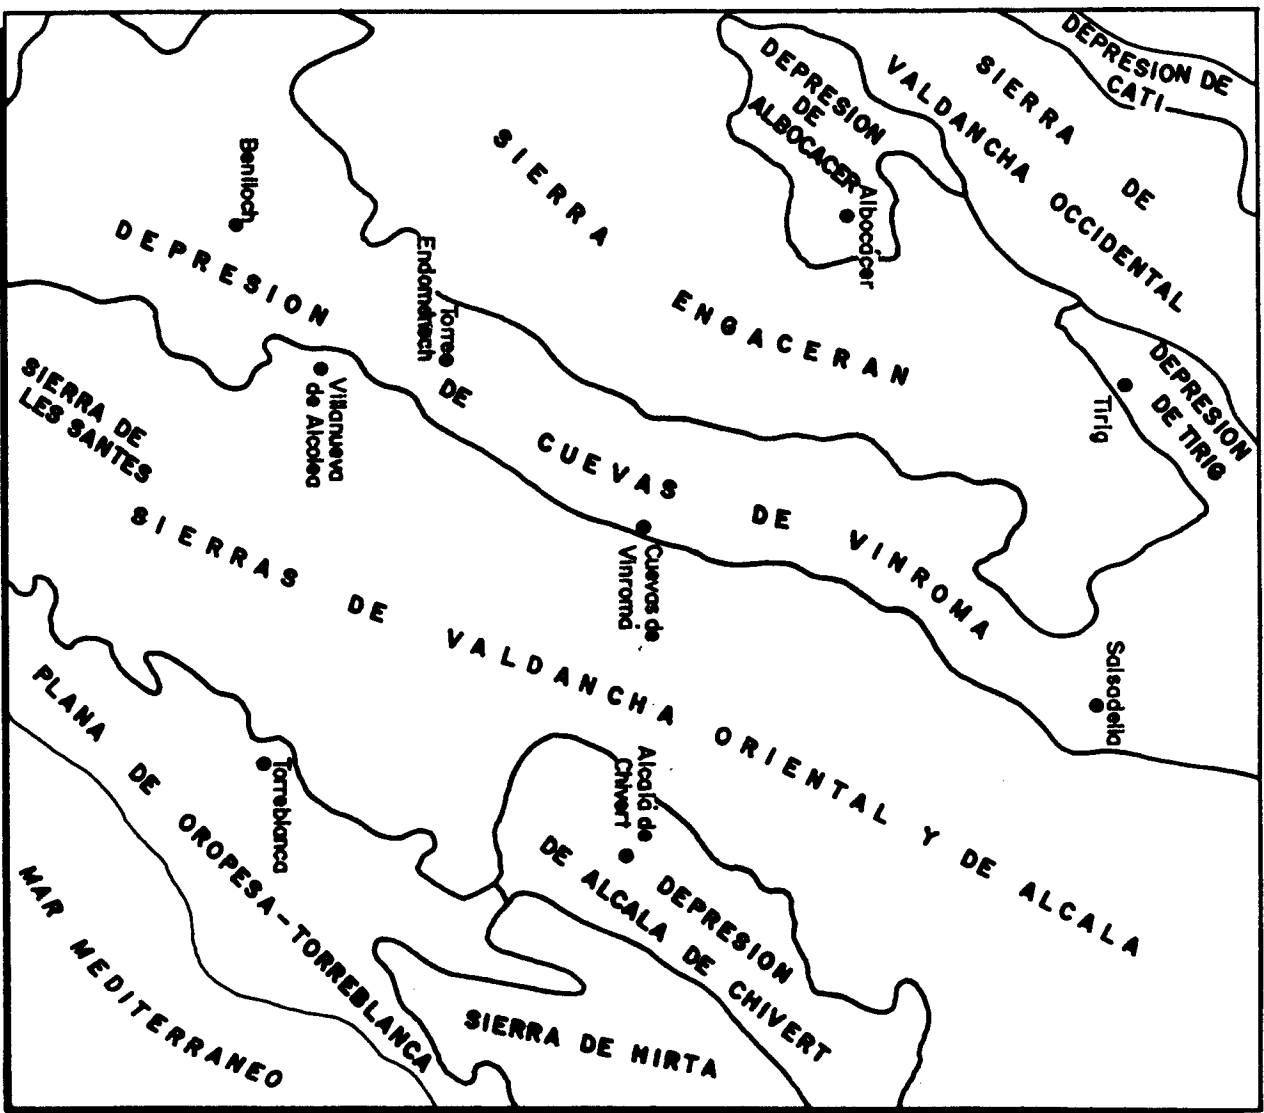 DEPRESION DE
CATI
SIERRA DE
VALDANCHA OCCIDENTAL
DEPRESION
DE
ALBOCACER
Albocácer
SIERRA ENGACERAN
DEPRESION
DE TIRIG
Tirig
Benlloch
Torre
Endoménech
DEPRESION DE CUEVAS DE VINROMA
Villanueva
de Alcolea
Cuevas de
Vinromá
Salsadella
SIERRA DE
LES SANTES
SIERRAS DE VALDANCHA ORIENTAL Y DE ALCALA
Alcalá de
Chivert
DEPRESION
DE ALCALA DE CHIVERT
Torreblanca
PLANA DE OROPESA-TORREBLANCA
SIERRA DE HIRTA
MAR MEDITERRANEO